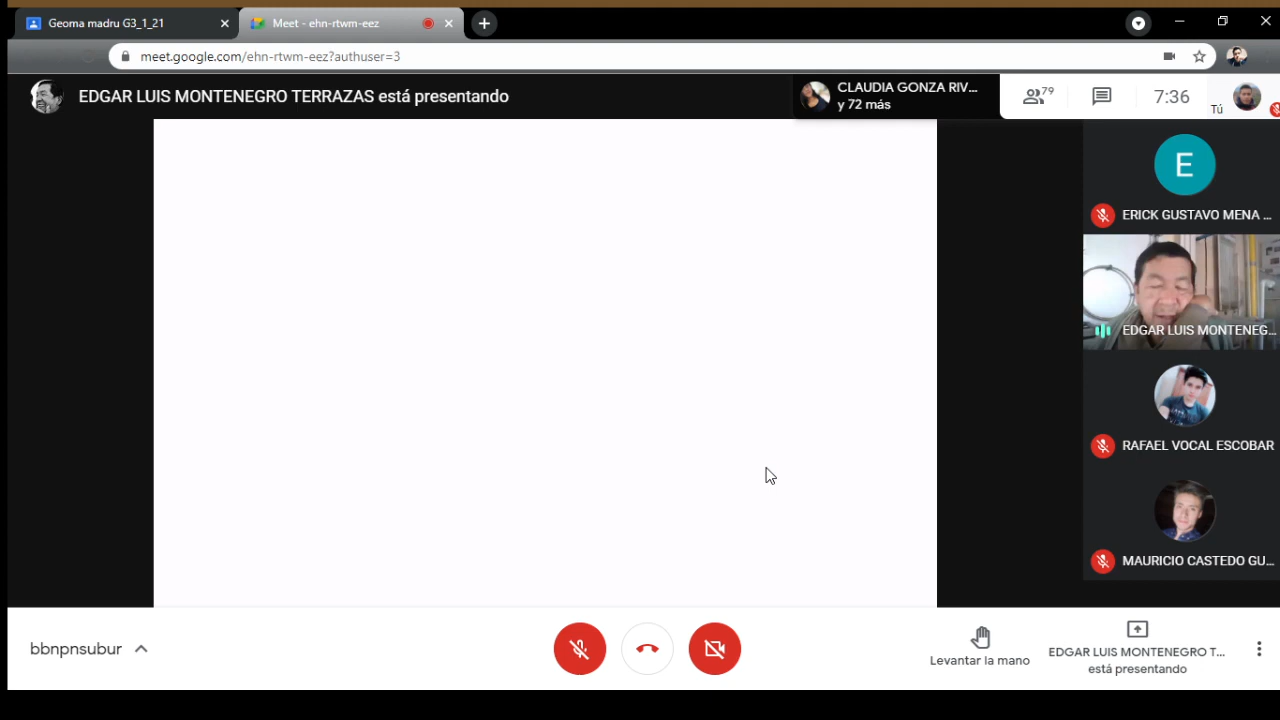 Geoma madru G3_1_21
Meet - ehn-rtwm-eez
meet.google.com/ehn-rtwm-eez?authuser=3
EDGAR LUIS MONTENEGRO TERRAZAS está presentando
CLAUDIA GONZA RIV...
y 72 más
79
7:36
Tú
E
ERICK GUSTAVO MENA ...
EDGAR LUIS MONTENEG...
RAFAEL VOCAL ESCOBAR
MAURICIO CASTEDO GU...
bbnpnsubur
Levantar la mano
EDGAR LUIS MONTENEGRO T...
está presentando